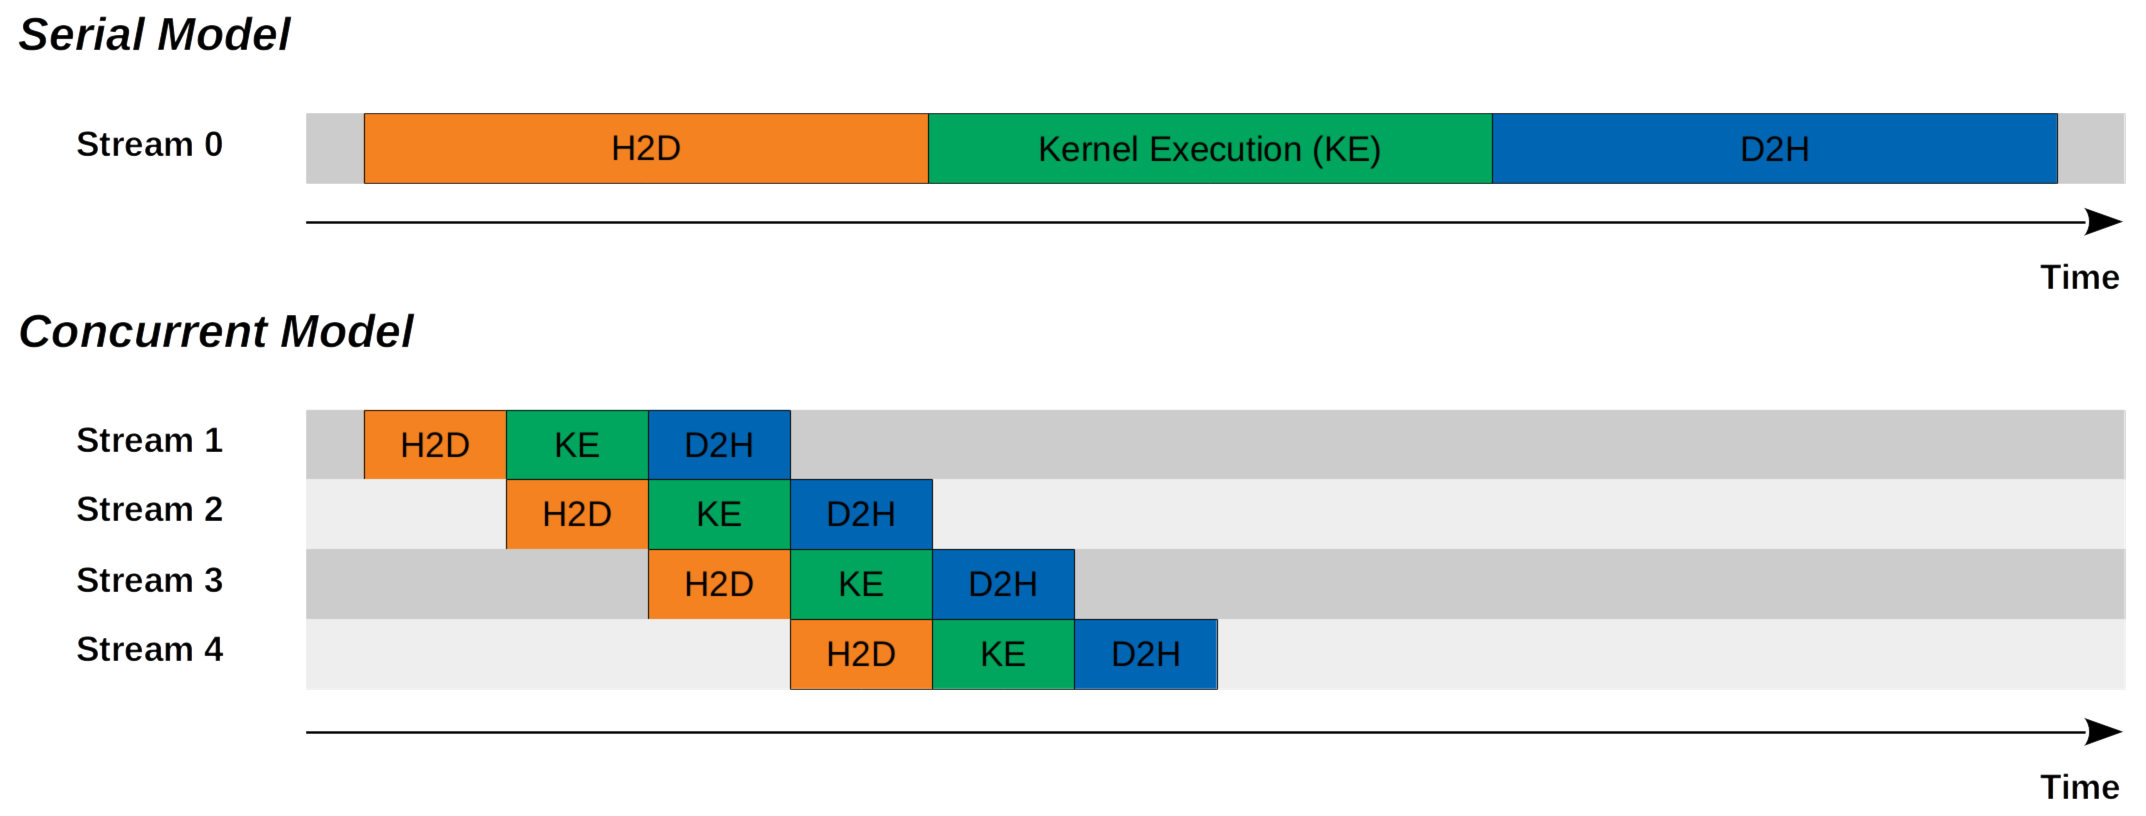 Serial Model
Stream 0
H2D
Kernel Execution (KE)
D2H
Time
Concurrent Model
Stream 1
H2D
KE
D2H
Stream 2
H2D
KE
D2H
Stream 3
H2D
KE
D2H
Stream 4
H2D
KE
D2H
Time